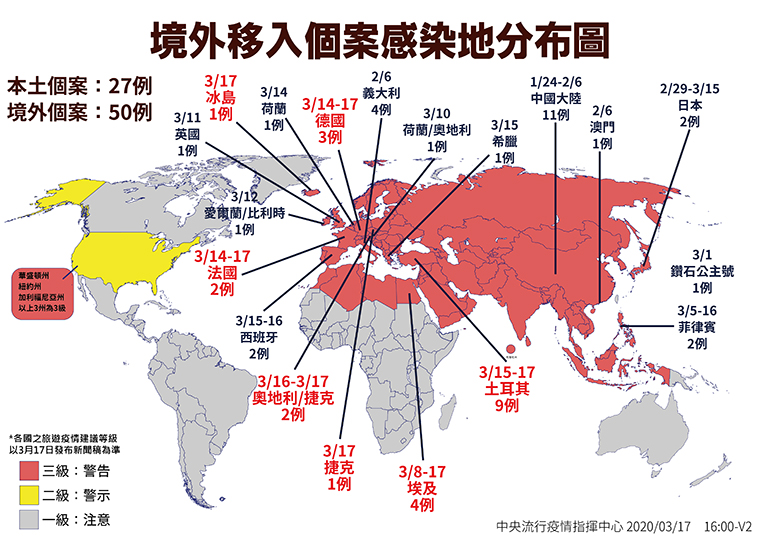 境外移入個案感染地分布圖
本土個案：27例
境外個案：50例
3/11
英國
1例
3/17
冰島
1例
3/14
荷蘭
1例
3/14-17
德國
3例
2/6
義大利
4例
3/10
荷蘭/奧地利
1例
3/15
希臘
1例
1/24-2/6
中國大陸
11例
2/6
澳門
1例
2/29-3/15
日本
2例
3/12
愛爾蘭/比利時
1例
3/14-17
法國
2例
3/1
鑽石公主號
1例
華盛頓州
紐約州
加利福尼亞州
以上3州為3級
3/15-16
西班牙
2例
3/5-16
菲律賓
2例
3/16-3/17
奧地利/捷克
2例
3/15-17
土耳其
9例
3/17
捷克
1例
3/8-17
埃及
4例
*各國之旅遊疫情建議等級
以3月17日發布新聞稿為準
三級：警告
二級：警示
一級：注意
中央流行疫情指揮中心 2020/03/17 16:00-V2